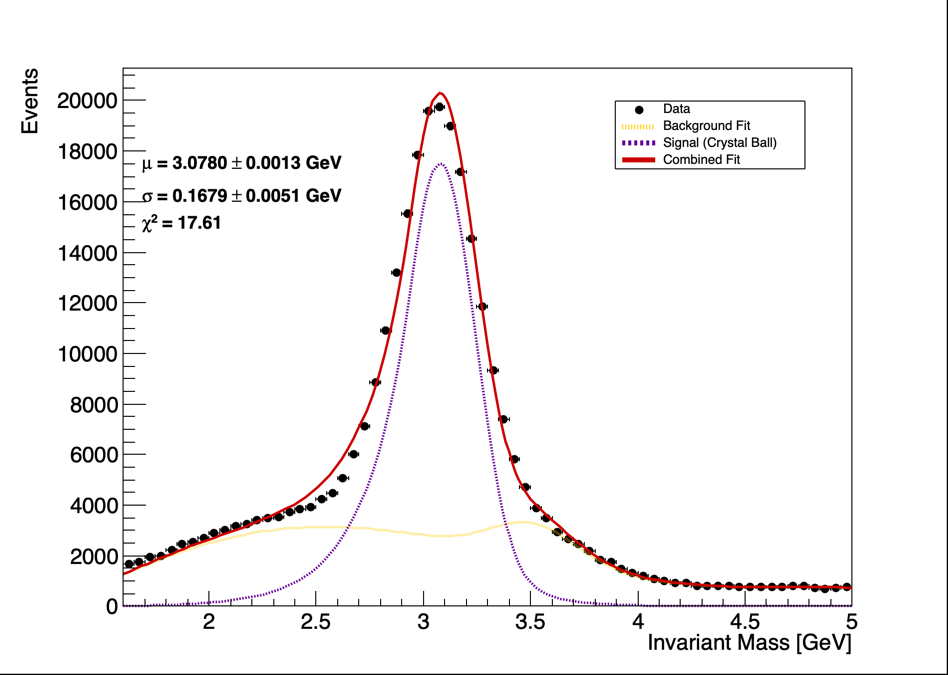 Events
20000
18000
16000
14000
12000
10000
8000
6000
4000
2000
0
μ = 3.0780 ± 0.0013 GeV
σ = 0.1679 ± 0.0051 GeV
χ² = 17.61
Data
Background Fit
Signal (Crystal Ball)
Combined Fit
2 2.5 3 3.5 4 4.5 5
Invariant Mass [GeV]